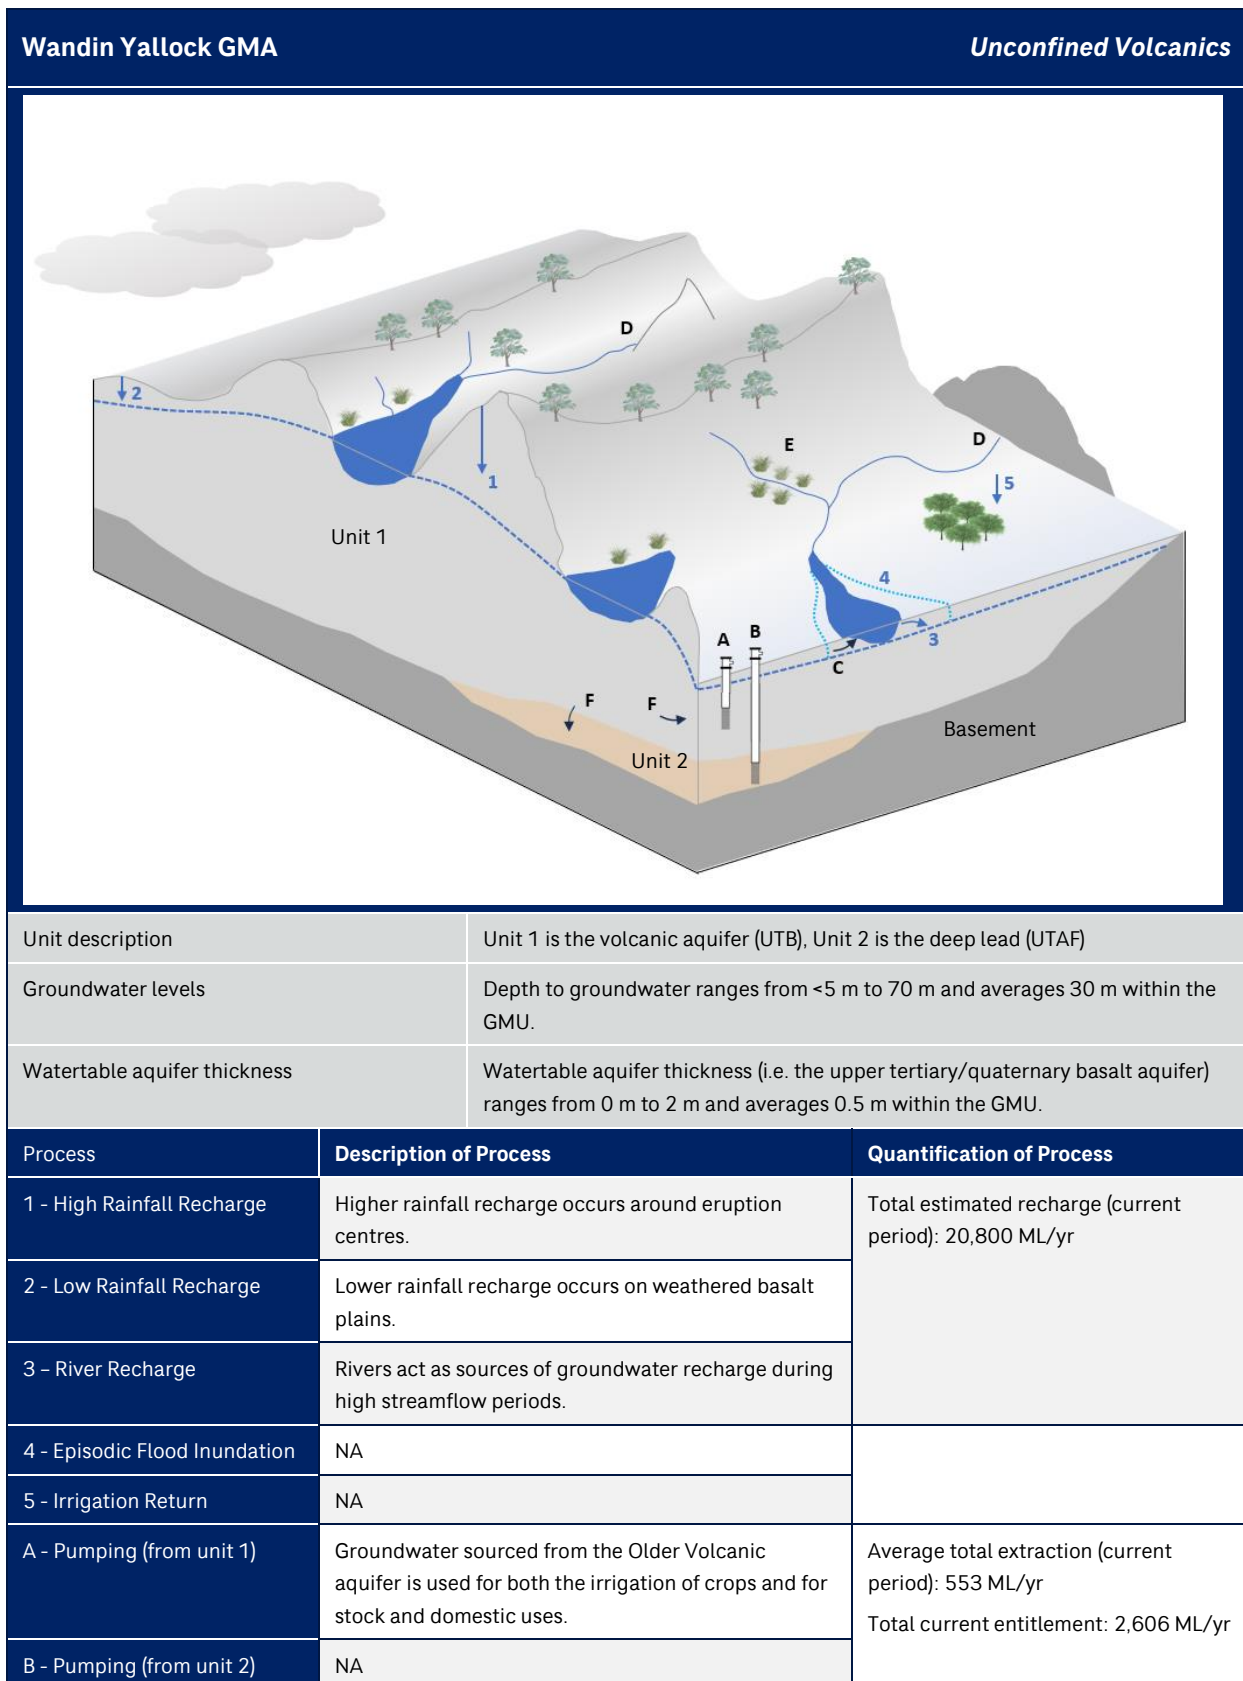 Wandin Yallock GMA
Unconfined Volcanics
D
2
1
E
D
5
Unit 1
4
A
B
3
C
F
F
Basement
Unit 2
Unit description
Unit 1 is the volcanic aquifer (UTB), Unit 2 is the deep lead (UTAF)
Groundwater levels
Depth to groundwater ranges from <5 m to 70 m and averages 30 m within the
GMU.
Watertable aquifer thickness
Watertable aquifer thickness (i.e. the upper tertiary/quaternary basalt aquifer)
ranges from 0 m to 2 m and averages 0.5 m within the GMU.
Process
Description of Process
Quantification of Process
1 - High Rainfall Recharge
Higher rainfall recharge occurs around eruption
centres.
Total estimated recharge (current
period): 20,800 ML/yr
2 - Low Rainfall Recharge
Lower rainfall recharge occurs on weathered basalt
plains.
3 – River Recharge
Rivers act as sources of groundwater recharge during
high streamflow periods.
4 - Episodic Flood Inundation
NA
5 - Irrigation Return
NA
A - Pumping (from unit 1)
Groundwater sourced from the Older Volcanic
aquifer is used for both the irrigation of crops and for
stock and domestic uses.
Average total extraction (current
period): 553 ML/yr
Total current entitlement: 2,606 ML/yr
B - Pumping (from unit 2)
NA